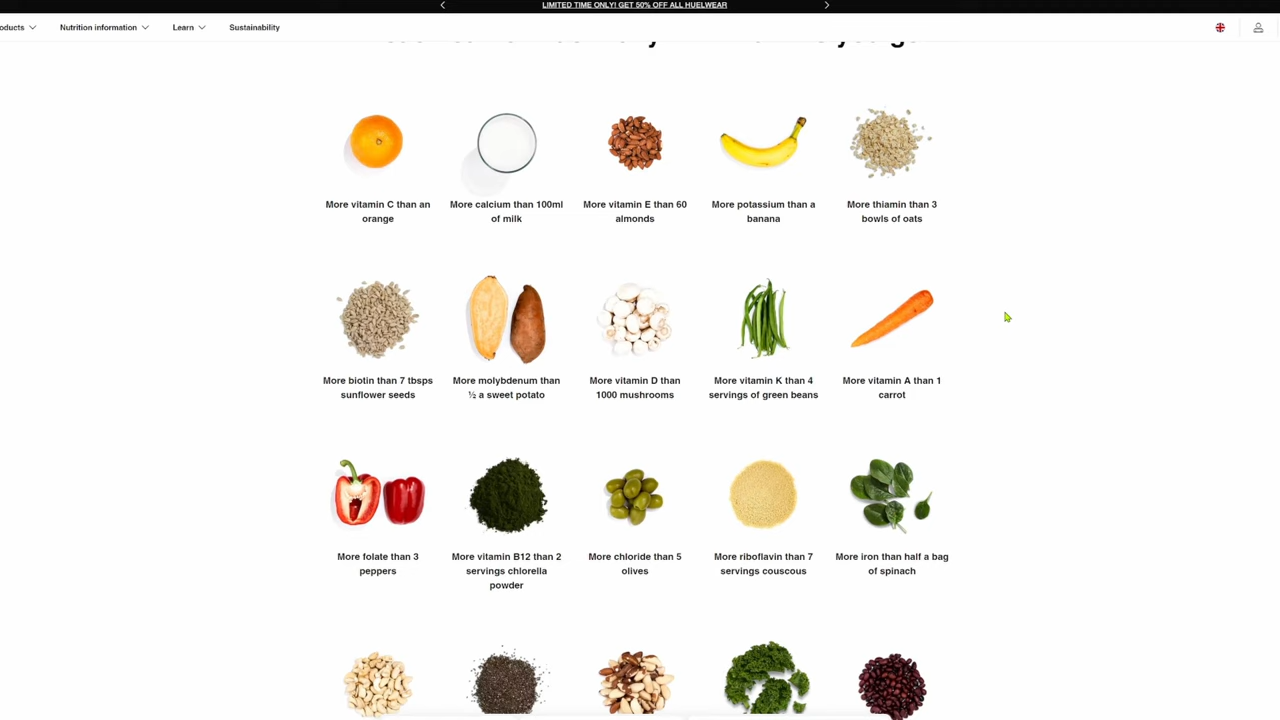 LIMITED TIME ONLY! GET 50% OFF ALL HUELWEAR
Nutrition information
Learn
Sustainability
More vitamin C than an
orange
More calcium than 100ml
of milk
More vitamin E than 60
almonds
More potassium than a
banana
More thiamin than 3
bowls of oats
More biotin than 7 tbsps
sunflower seeds
More molybdenum than
½ a sweet potato
More vitamin D than
1000 mushrooms
More vitamin K than 4
servings of green beans
More vitamin A than 1
carrot
More folate than 3
peppers
More vitamin B12 than 2
servings chlorella
powder
More chloride than 5
olives
More riboflavin than 7
servings couscous
More iron than half a bag
of spinach